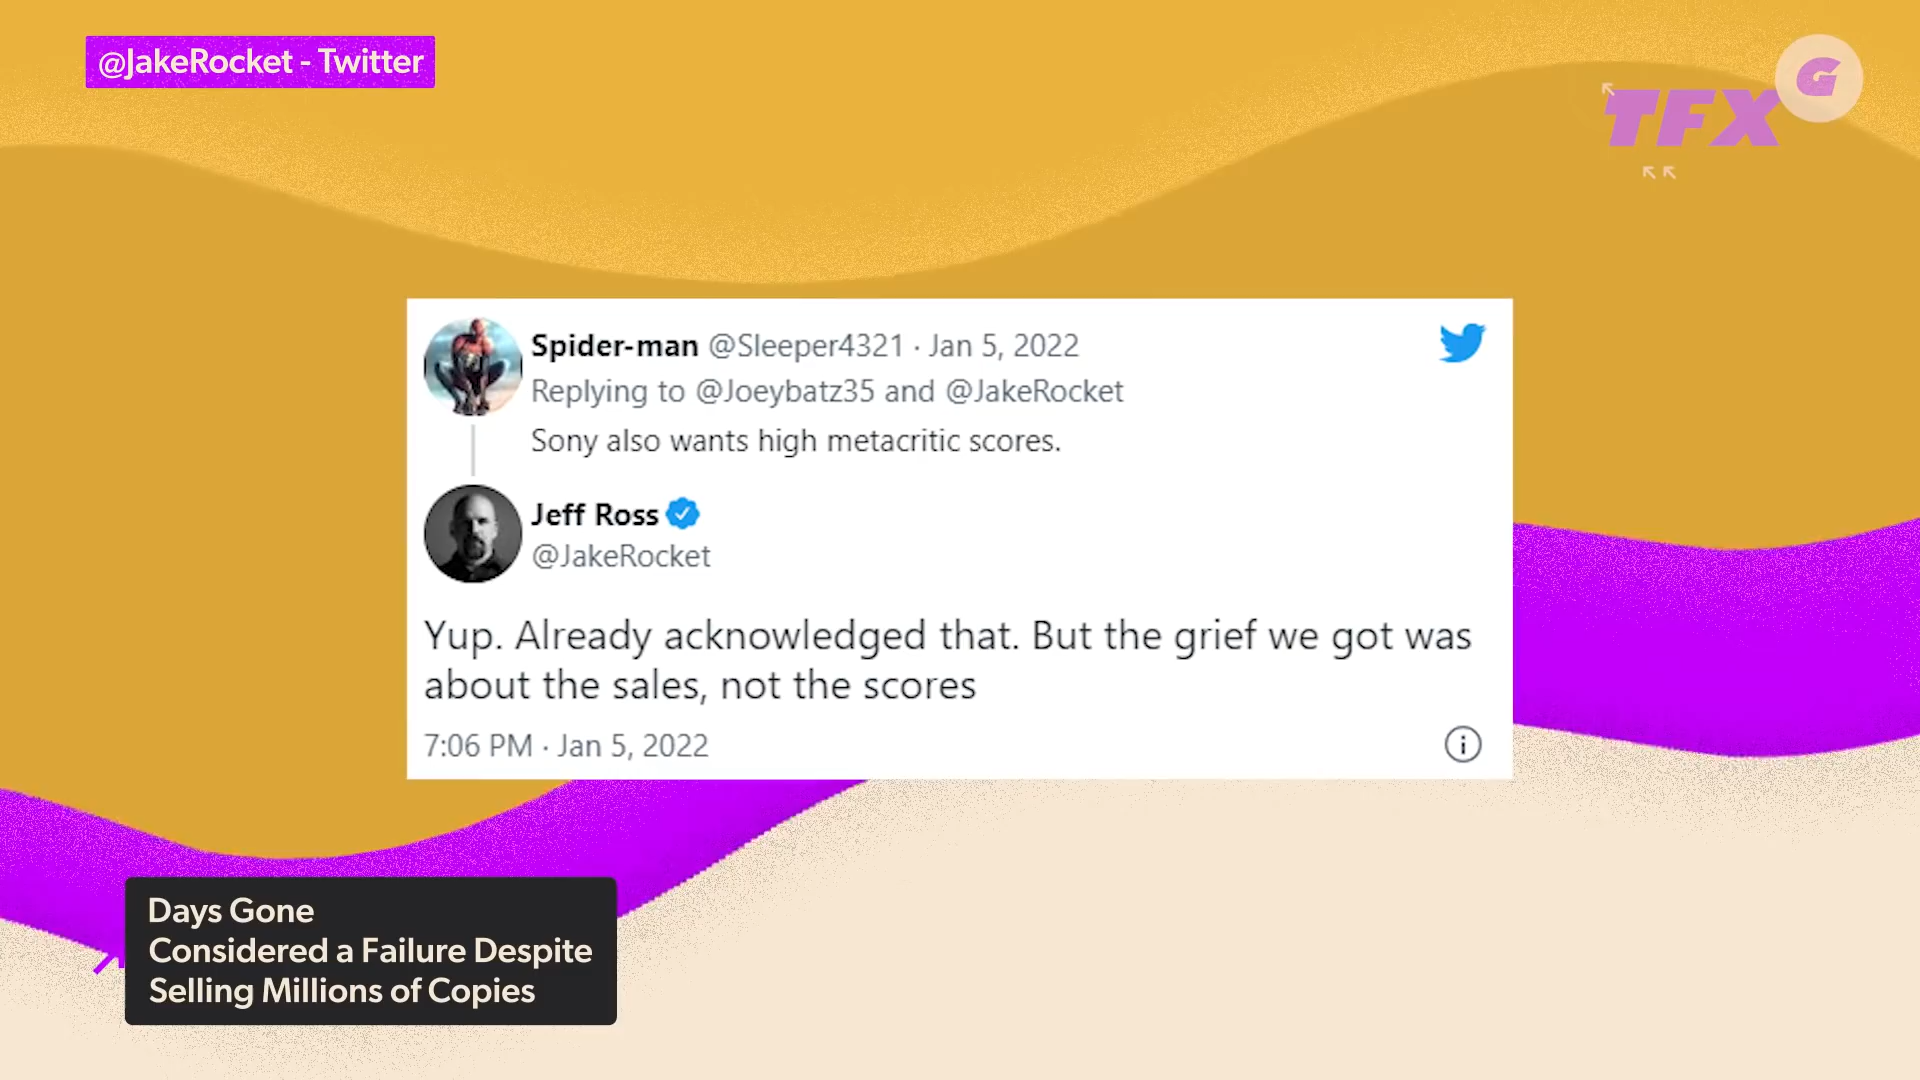 @JakeRocket - Twitter
TFX
G
Spider-man @Sleeper4321 · Jan 5, 2022
Replying to @Joeybatz35 and @JakeRocket
Sony also wants high metacritic scores.
Jeff Ross
@JakeRocket
Yup. Already acknowledged that. But the grief we got was
about the sales, not the scores
7:06 PM · Jan 5, 2022
Days Gone
Considered a Failure Despite
Selling Millions of Copies